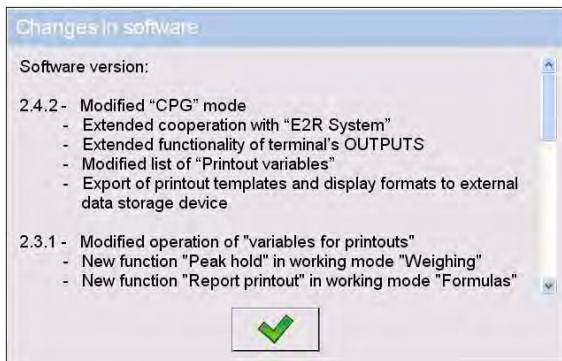 Changes in software
Software version:
2.4.2 - Modified “CPG” mode
- Extended cooperation with “E2R System”
- Extended functionality of terminal's OUTPUTS
- Modified list of “Printout variables”
- Export of printout templates and display formats to external
data storage device
2.3.1 - Modified operation of "variables for printouts"
- New function "Peak hold" in working mode "Weighing"
- New function "Report printout" in working mode "Formulas"